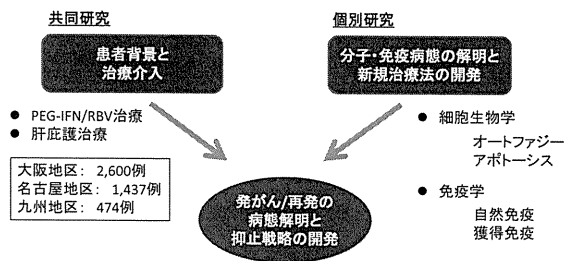 共同研究
患者背景と
治療介入
● PEG-IFN/RBV治療
● 肝庇護治療
大阪地区: 2,600例
名古屋地区: 1,437例
九州地区: 474例
個別研究
分子・免疫病態の解明と
新規治療法の開発
● 細胞生物学
オートファジー
アポトーシス
● 免疫学
自然免疫
獲得免疫
発がん/再発の
病態解明と
抑止戦略の開発